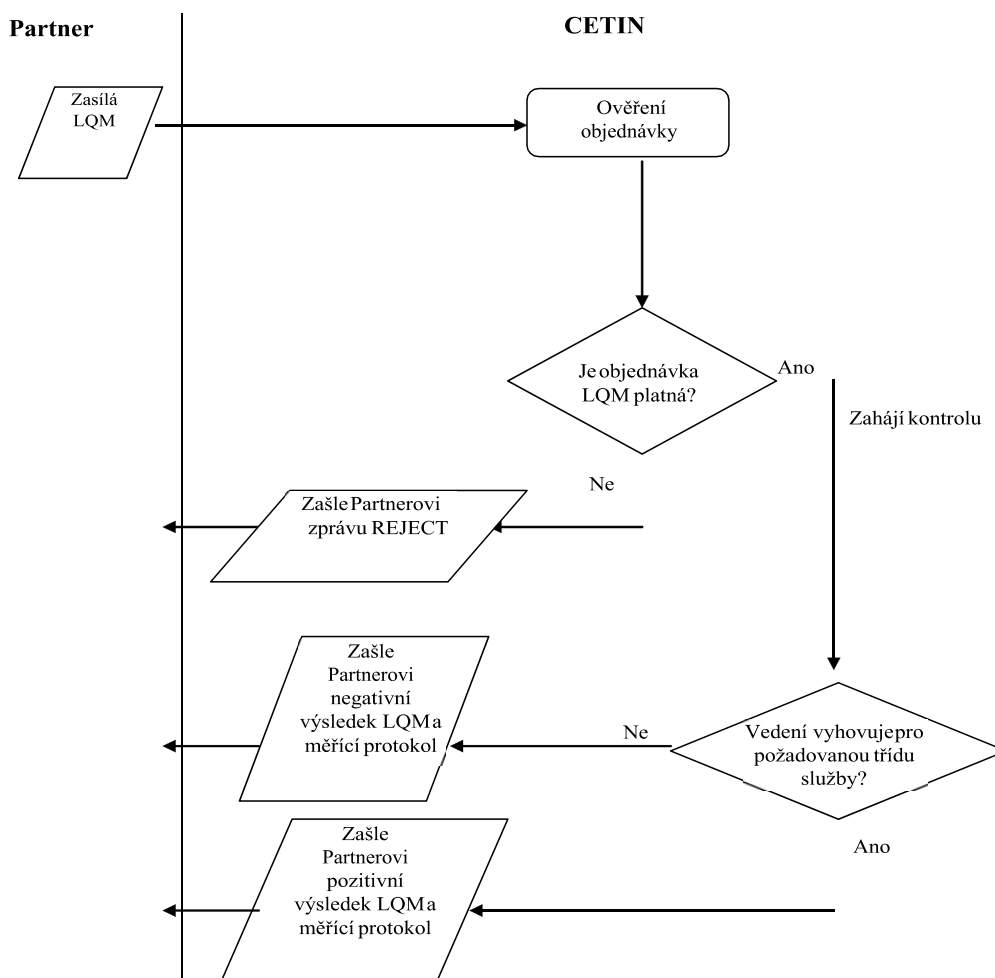 Partner
CETIN
Zasílá
LQM
Ověření
objednávky
Je objednávka
LQM platná?
Ano
Zahájí kontrolu
Ne
Zašle Partnerovi
zprávu REJECT
Zašle
Partnerovi
negativní
výsledek LQM a
měřící protokol
Ne
Vedení vyhovuje pro
požadovanou třídu
služby?
Ano
Zašle
Partnerovi
pozitivní
výsledek LQM a
měřící protokol